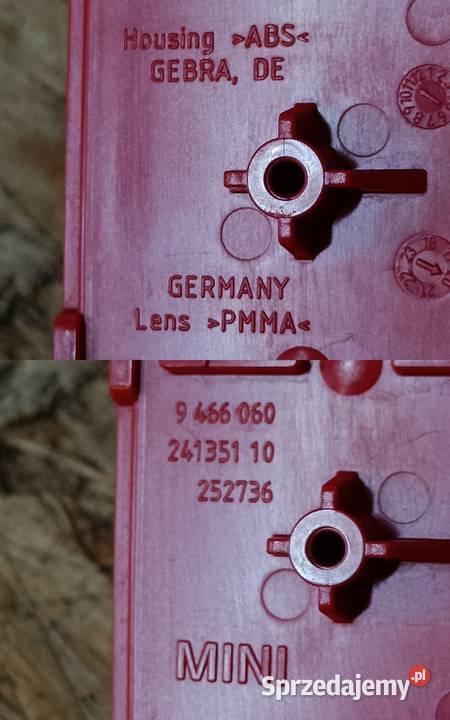 Housing >ABS<
GEBRA, DE
GERMANY
Lens >PMMA<
9 466 060
241351 10
252736
MINI
Sprzedajemy.pl